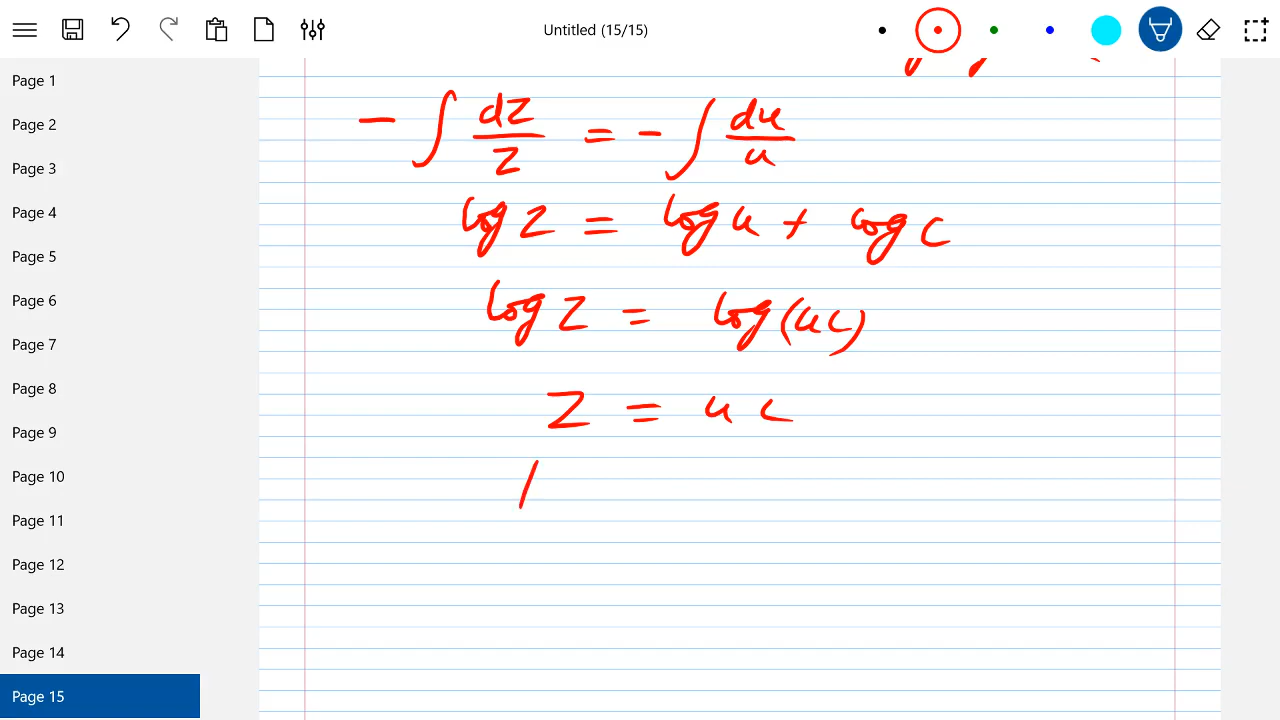 Untitled (15/15)
Page 1
Page 2
Page 3
Page 4
Page 5
Page 6
Page 7
Page 8
Page 9
Page 10
Page 11
Page 12
Page 13
Page 14
Page 15
- ∫ dz/z = - ∫ du/u
log z = log u + log c
log z = log (uc)
z = uc